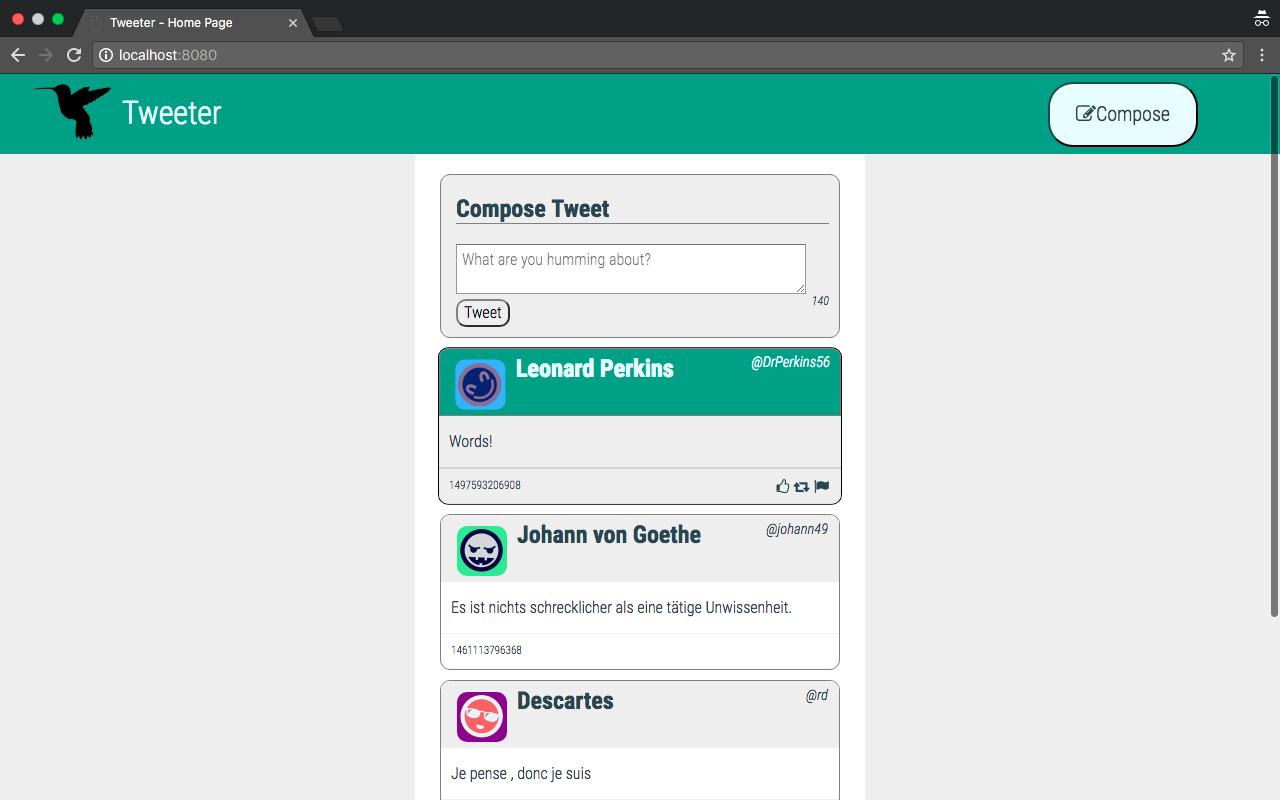 Tweeter - Home Page
localhost:8080
Tweeter
Compose
Compose Tweet
What are you humming about?
140
Tweet
Leonard Perkins
@DrPerkins56
Words!
1497593206908
Johann von Goethe
@johann49
Es ist nichts schrecklicher als eine tätige Unwissenheit.
1461113796368
Descartes
@rd
Je pense , donc je suis